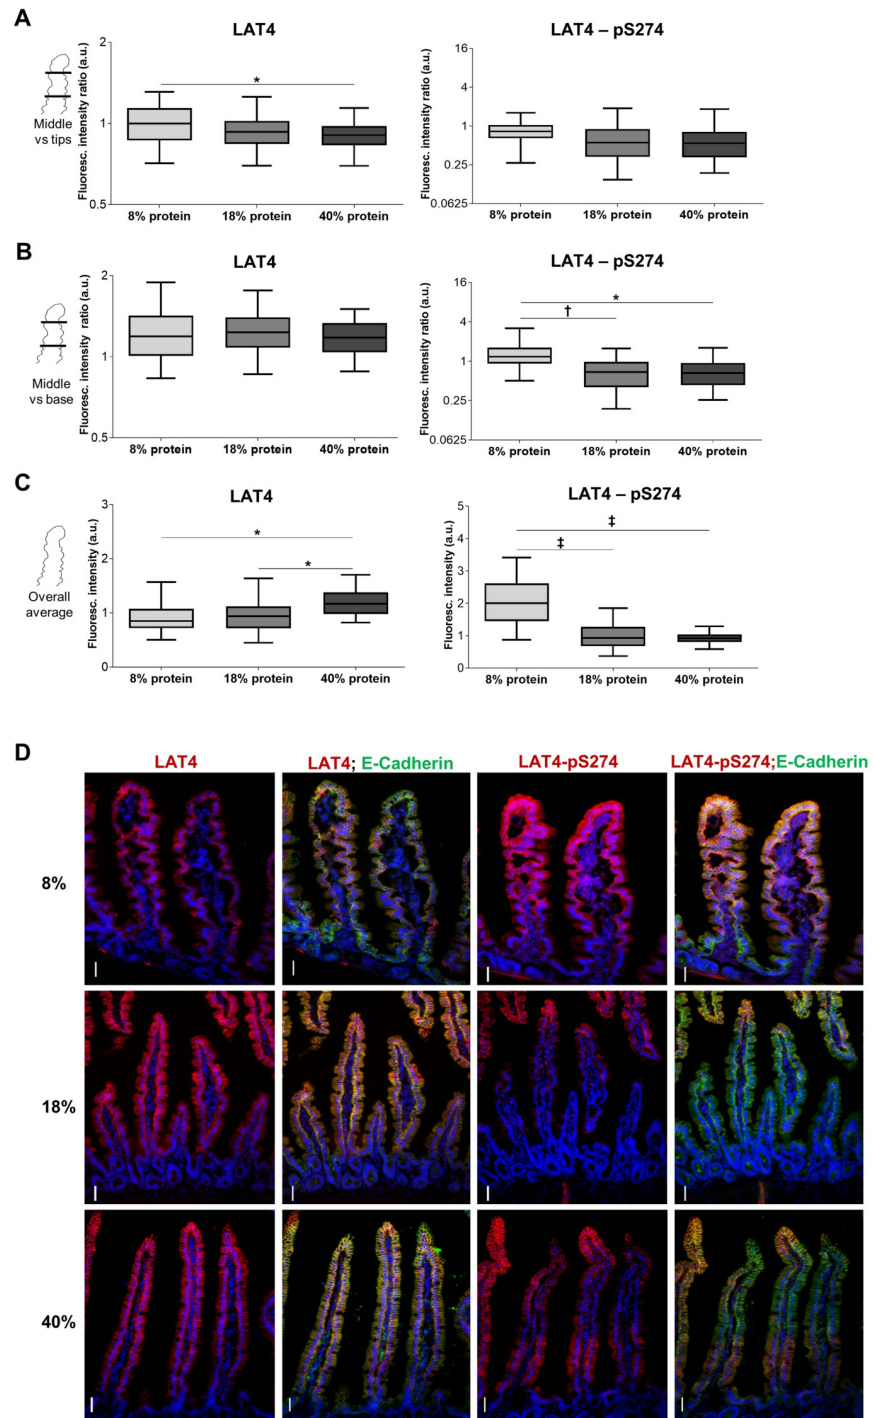 A
LAT4
LAT4 – pS274
Middle
vs tips
Fluoresc. intensity ratio (a.u.)
2
1
0.5
*
8% protein
18% protein
40% protein
Fluoresc. intensity ratio (a.u.)
16
4
1
0.25
0.0625
8% protein
18% protein
40% protein
B
LAT4
LAT4 – pS274
Middle
vs base
Fluoresc. intensity ratio (a.u.)
2
1
0.5
8% protein
18% protein
40% protein
Fluoresc. intensity ratio (a.u.)
16
4
1
0.25
0.0625
*
†
8% protein
18% protein
40% protein
C
LAT4
LAT4 – pS274
Overall
average
Fluoresc. intensity (a.u.)
3
2
1
0
*
*
8% protein
18% protein
40% protein
Fluoresc. intensity (a.u.)
5
4
3
2
1
0
‡
‡
8% protein
18% protein
40% protein
D
LAT4
LAT4; E-Cadherin
LAT4-pS274
LAT4-pS274;E-Cadherin
8%
18%
40%